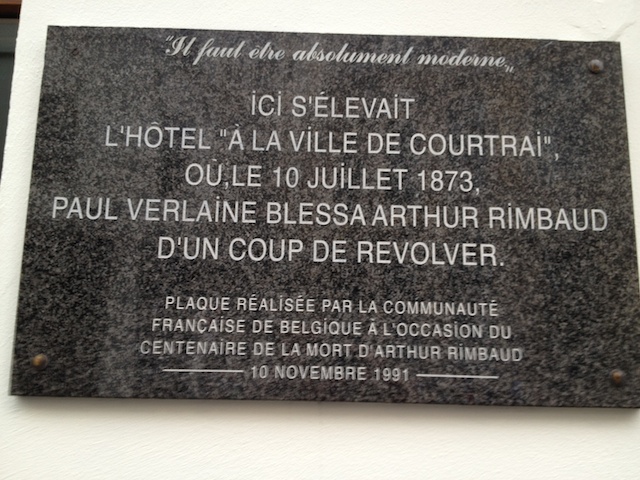 "Il faut etre absolument moderne„
ICI S'ÉLEVAIT
L'HÔTEL "À LA VILLE DE COURTRAI",
OÙ,LE 10 JUILLET 1873,
PAUL VERLAINE BLESSA ARTHUR RIMBAUD
D'UN COUP DE REVOLVER.
PLAQUE RÉALISÉE PAR LA COMMUNAUTÉ
FRANÇAISE DE BELGIQUE À L'OCCASION DU
CENTENAIRE DE LA MORT D'ARTHUR RIMBAUD
10 NOVEMBRE 1991